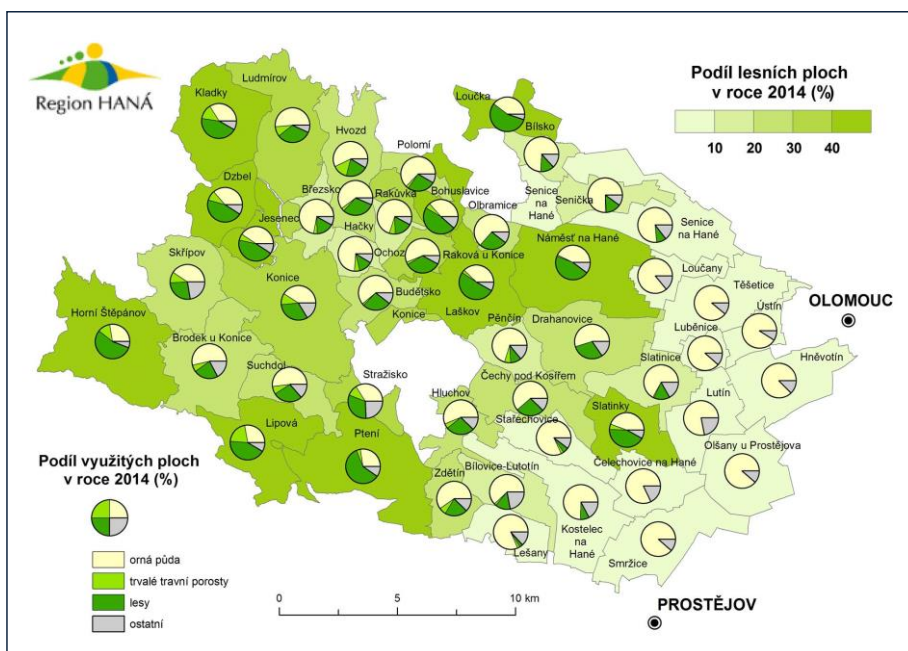 Region HANÁ
Podíl lesních ploch
v roce 2014 (%)
10 20 30 40
Ludmírov
Kladky
Loučka
Bílsko
Hvozd
Polomí
Dzbel
Březsko
Rakůvka
Bohuslavice
Senice
na
Hané
Senička
Jesenec
Hačky
Olbramice
Senice
na Hané
Ochoz
Raková u Konice
Náměšť na Hané
Skřípov
Loučany
Těšetice
Konice
Budětsko
Ústín
OLOMOUC
Konice
Laškov
Pěnčín
Drahanovice
Luběnice
Horní Štěpánov
Hněvotín
Brodek u Konice
Slatinice
Suchdol
Stražisko
Čechy pod Kosířem
Hluchov
Lutín
Stařechovice
Slatinky
Lipová
Ptení
Olšany u Prostějova
Podíl využitých ploch
v roce 2014 (%)
Zdětín
Bílovice-Lutotín
Čelechovice na Hané
Kostelec
na
Hané
Lešany
Smržice
orná půda
trvalé travní porosty
lesy
ostatní
0 5 10 km
PROSTĚJOV